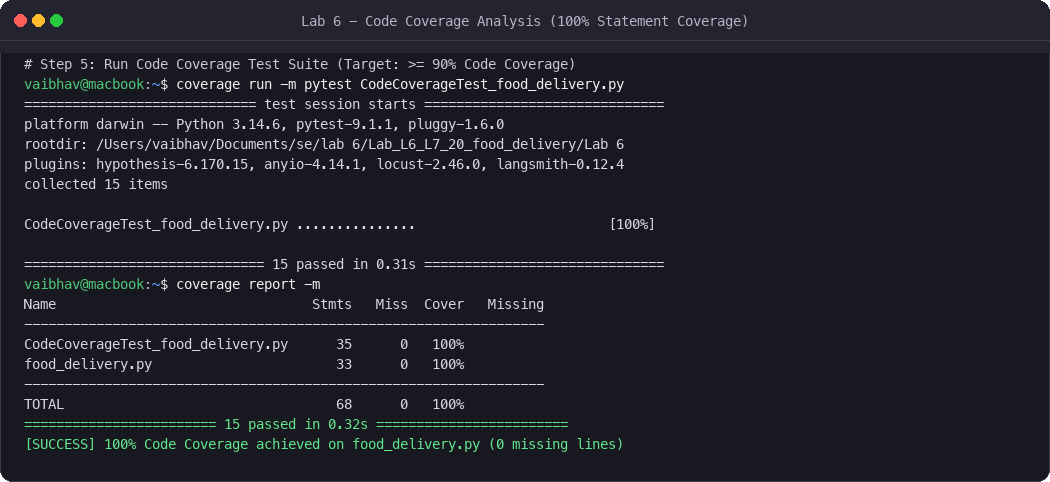 Lab 6 — Code Coverage Analysis (100% Statement Coverage)
# Step 5: Run Code Coverage Test Suite (Target: >= 90% Code Coverage)
vaibhav@macbook:~$ coverage run -m pytest CodeCoverageTest_food_delivery.py
============================= test session starts ==============================
platform darwin -- Python 3.14.6, pytest-9.1.1, pluggy-1.6.0
rootdir: /Users/vaibhav/Documents/se/lab 6/Lab_L6_L7_20_food_delivery/Lab 6
plugins: hypothesis-6.170.15, anyio-4.14.1, locust-2.46.0, langsmith-0.12.4
collected 15 items
CodeCoverageTest_food_delivery.py ............... [100%]
============================== 15 passed in 0.31s ==============================
vaibhav@macbook:~$ coverage report -m
Name Stmts Miss Cover Missing
-----------------------------------------------------------------
CodeCoverageTest_food_delivery.py 35 0 100%
food_delivery.py 33 0 100%
-----------------------------------------------------------------
TOTAL 68 0 100%
======================== 15 passed in 0.32s ========================
[SUCCESS] 100% Code Coverage achieved on food_delivery.py (0 missing lines)